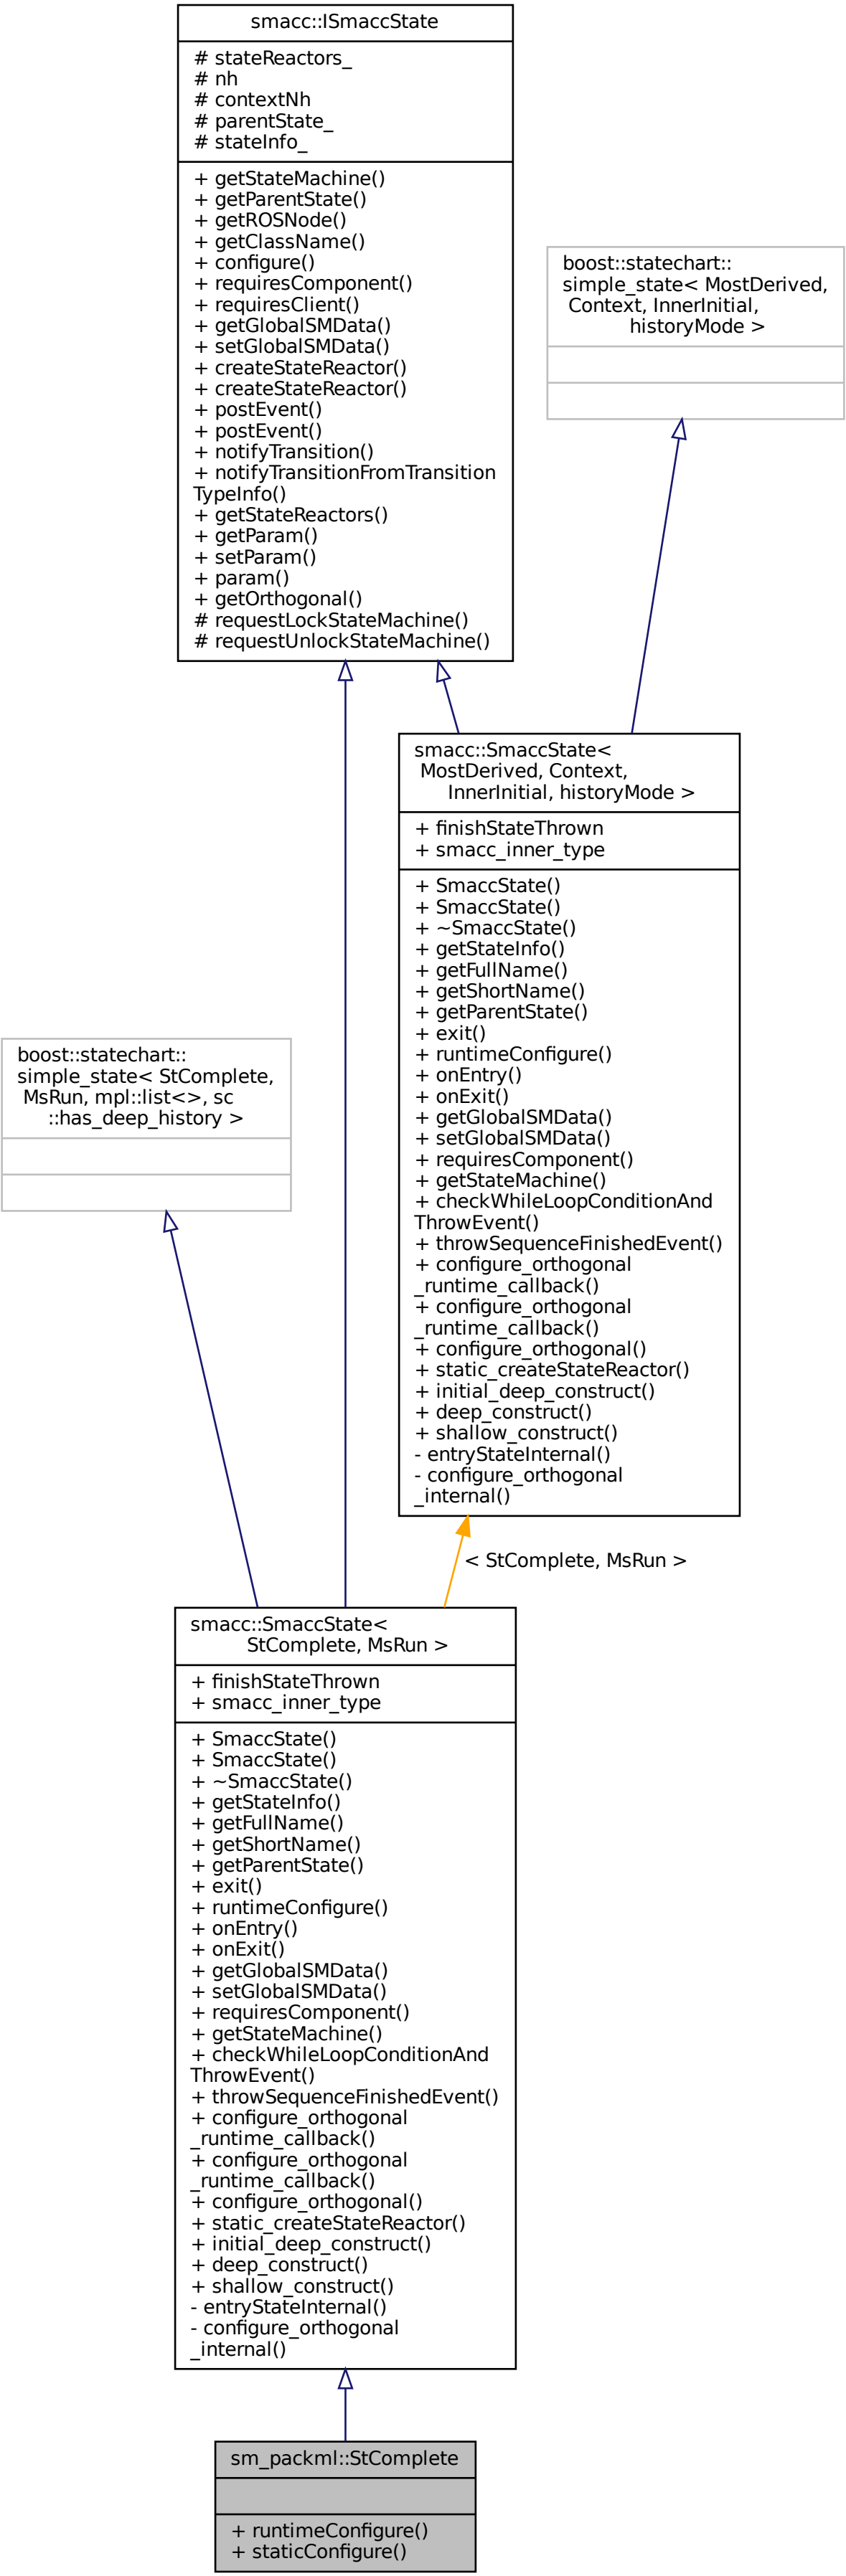 smacc::ISmaccState
# stateReactors_
# nh
# contextNh
# parentState_
# stateInfo_
+ getStateMachine()
+ getParentState()
+ getROSNode()
+ getClassName()
+ configure()
+ requiresComponent()
+ requiresClient()
+ getGlobalSMData()
+ setGlobalSMData()
+ createStateReactor()
+ createStateReactor()
+ postEvent()
+ postEvent()
+ notifyTransition()
+ notifyTransitionFromTransition
TypeInfo()
+ getStateReactors()
+ getParam()
+ setParam()
+ param()
+ getOrthogonal()
# requestLockStateMachine()
# requestUnlockStateMachine()
boost::statechart::
simple_state< MostDerived,
Context, InnerInitial,
historyMode >
smacc::SmaccState<
MostDerived, Context,
InnerInitial, historyMode >
+ finishStateThrown
+ smacc_inner_type
+ SmaccState()
+ SmaccState()
+ ~SmaccState()
+ getStateInfo()
+ getFullName()
+ getShortName()
+ getParentState()
+ exit()
+ runtimeConfigure()
+ onEntry()
+ onExit()
+ getGlobalSMData()
+ setGlobalSMData()
+ requiresComponent()
+ getStateMachine()
+ checkWhileLoopConditionAnd
ThrowEvent()
+ throwSequenceFinishedEvent()
+ configure_orthogonal
_runtime_callback()
+ configure_orthogonal
_runtime_callback()
+ configure_orthogonal()
+ static_createStateReactor()
+ initial_deep_construct()
+ deep_construct()
+ shallow_construct()
- entryStateInternal()
- configure_orthogonal
_internal()
boost::statechart::
simple_state< StComplete,
MsRun, mpl::list<>, sc
::has_deep_history >
< StComplete, MsRun >
smacc::SmaccState<
StComplete, MsRun >
+ finishStateThrown
+ smacc_inner_type
+ SmaccState()
+ SmaccState()
+ ~SmaccState()
+ getStateInfo()
+ getFullName()
+ getShortName()
+ getParentState()
+ exit()
+ runtimeConfigure()
+ onEntry()
+ onExit()
+ getGlobalSMData()
+ setGlobalSMData()
+ requiresComponent()
+ getStateMachine()
+ checkWhileLoopConditionAnd
ThrowEvent()
+ throwSequenceFinishedEvent()
+ configure_orthogonal
_runtime_callback()
+ configure_orthogonal
_runtime_callback()
+ configure_orthogonal()
+ static_createStateReactor()
+ initial_deep_construct()
+ deep_construct()
+ shallow_construct()
- entryStateInternal()
- configure_orthogonal
_internal()
sm_packml::StComplete
+ runtimeConfigure()
+ staticConfigure()